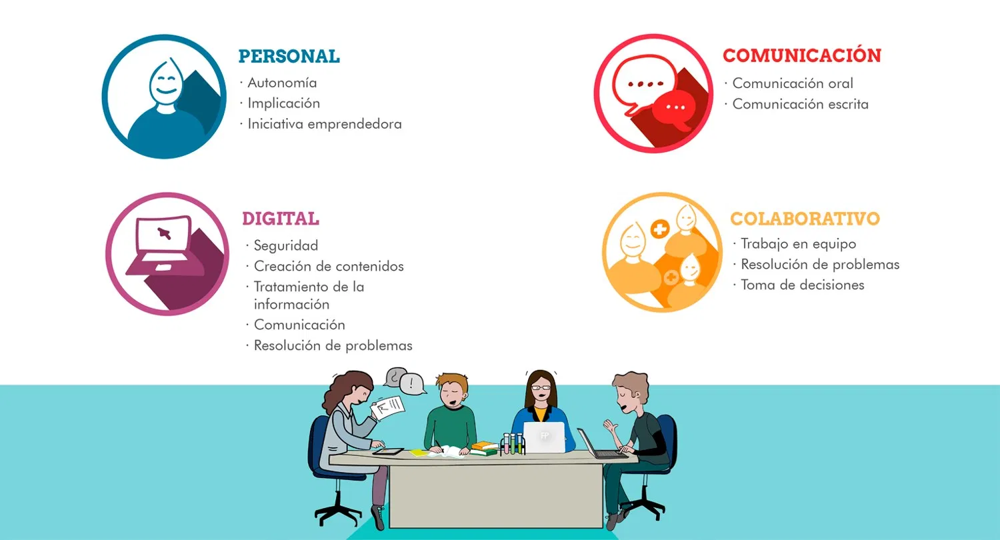 PERSONAL
· Autonomía
· Implicación
· Iniciativa emprendedora
COMUNICACIÓN
· Comunicación oral
· Comunicación escrita
DIGITAL
· Seguridad
· Creación de contenidos
· Tratamiento de la
información
· Comunicación
· Resolución de problemas
COLABORATIVO
· Trabajo en equipo
· Resolución de problemas
· Toma de decisiones
?
!
FP